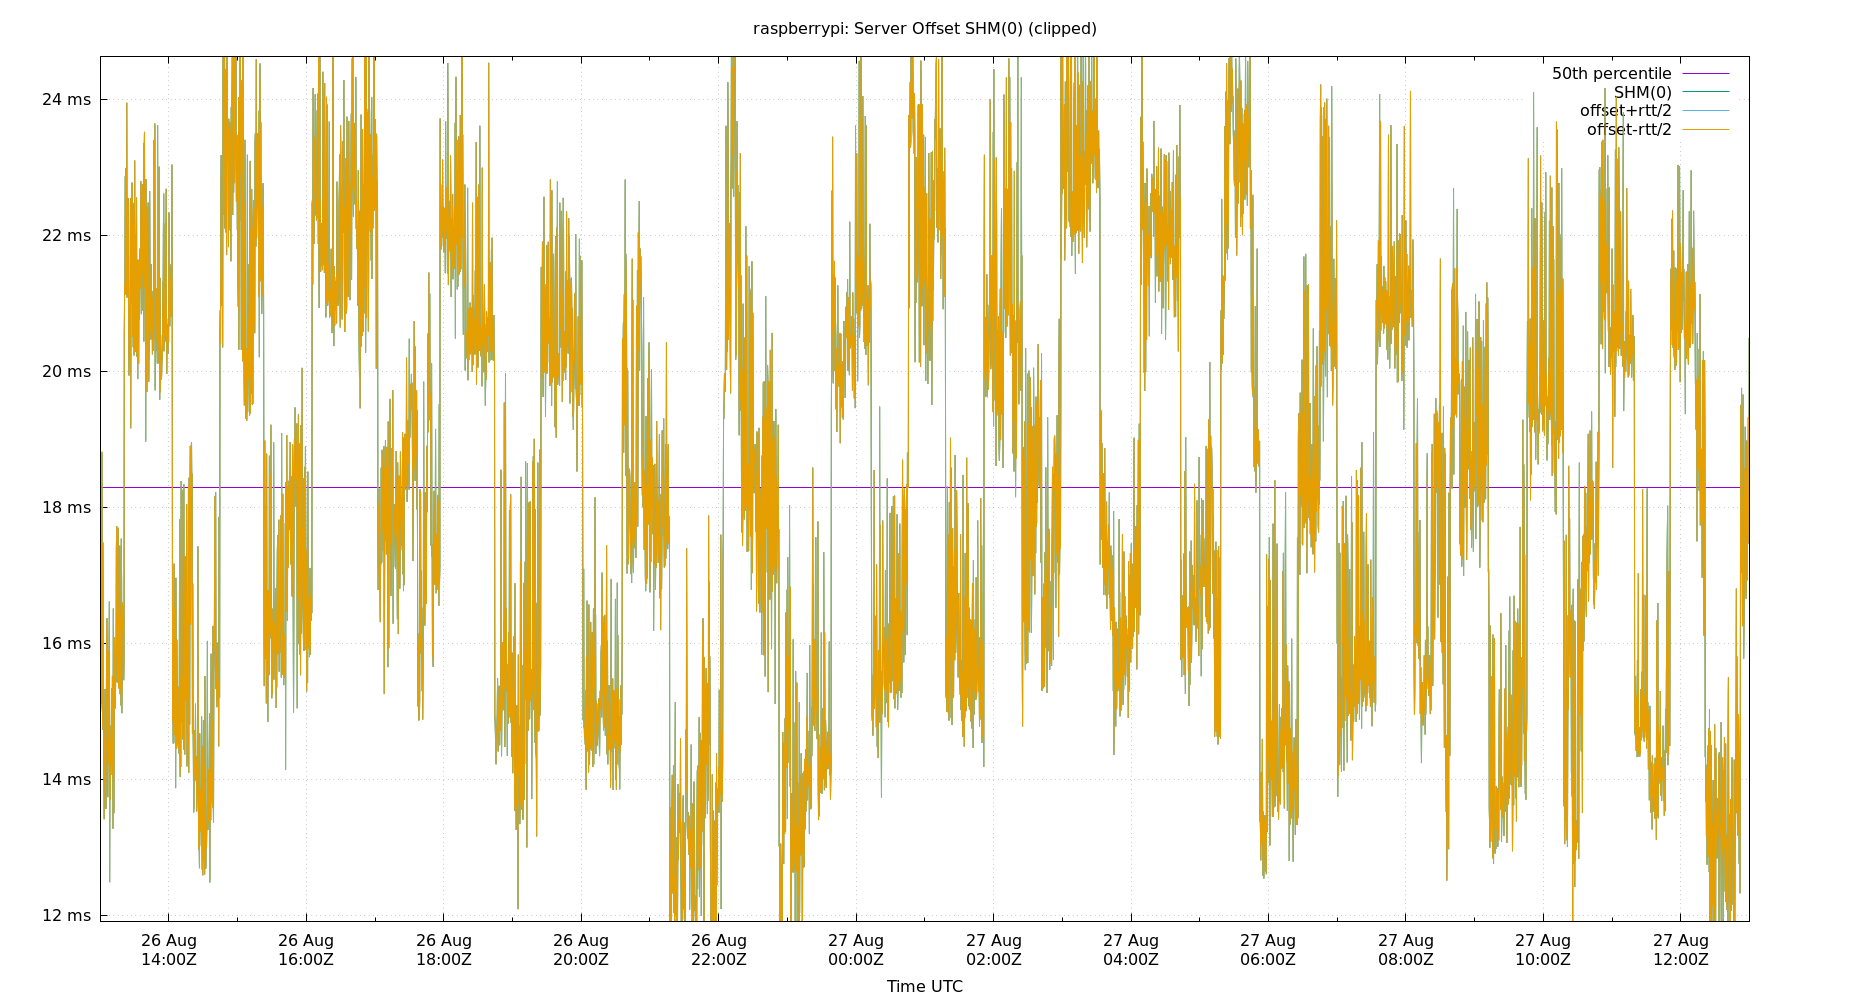 raspberrypi: Server Offset SHM(0) (clipped)
50th percentile
SHM(0)
offset+rtt/2
offset-rtt/2
24 ms
22 ms
20 ms
18 ms
16 ms
14 ms
12 ms
26 Aug 26 Aug 26 Aug 26 Aug 26 Aug 27 Aug 27 Aug 27 Aug 27 Aug 27 Aug 27 Aug 27 Aug
14:00Z 16:00Z 18:00Z 20:00Z 22:00Z 00:00Z 02:00Z 04:00Z 06:00Z 08:00Z 10:00Z 12:00Z
Time UTC